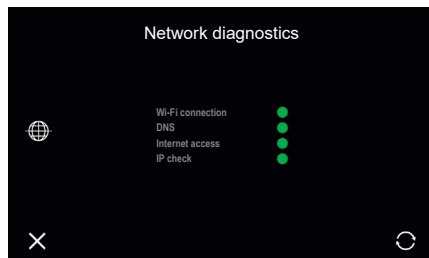 Network diagnostics
Wi-Fi connection
DNS
Internet access
IP check